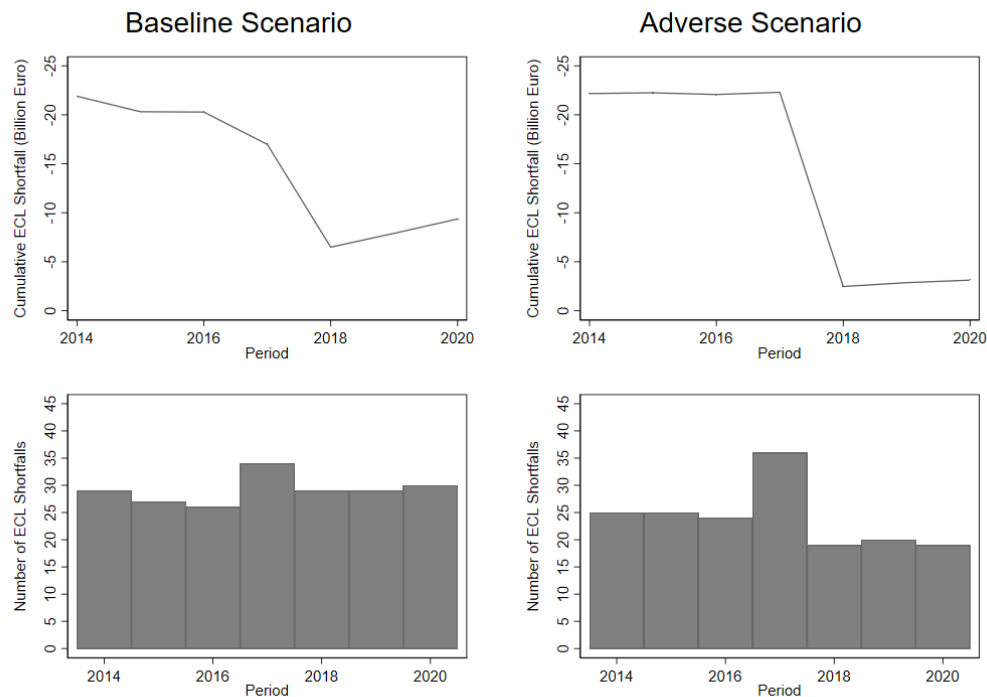 Baseline Scenario
Cumulative ECL Shortfall (Billion Euro)
-25
-20
-15
-10
-5
0
2014 2016 2018 2020
Period
Adverse Scenario
Cumulative ECL Shortfall (Billion Euro)
-25
-20
-15
-10
-5
0
2014 2016 2018 2020
Period
Number of ECL Shortfalls
45
40
35
30
25
20
15
10
5
0
2014 2016 2018 2020
Period
Number of ECL Shortfalls
45
40
35
30
25
20
15
10
5
0
2014 2016 2018 2020
Period